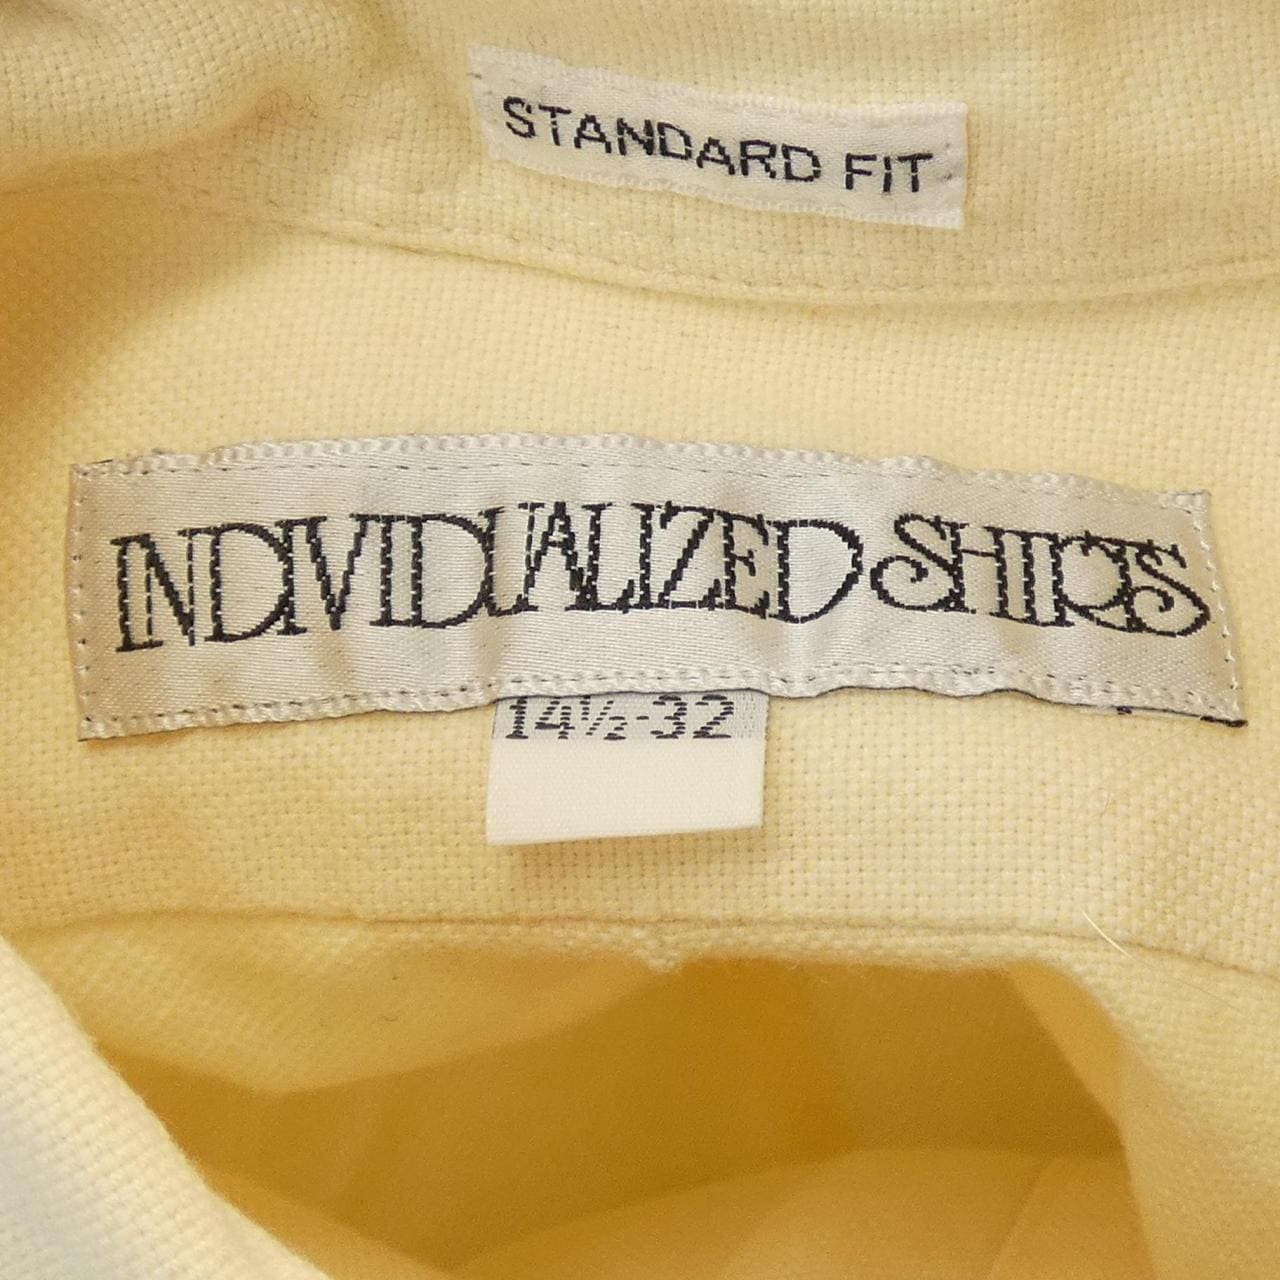 STANDARD FIT
INDIVIDUALIZED SHIRTS
14½-32